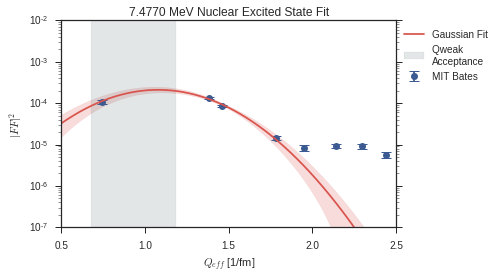 7.4770 MeV Nuclear Excited State Fit
10⁻²
10⁻³
10⁻⁴
10⁻⁵
10⁻⁶
10⁻⁷
|FF|²
0.5 1.0 1.5 2.0 2.5
Q_eff [1/fm]
Gaussian Fit
Qweak
Acceptance
MIT Bates